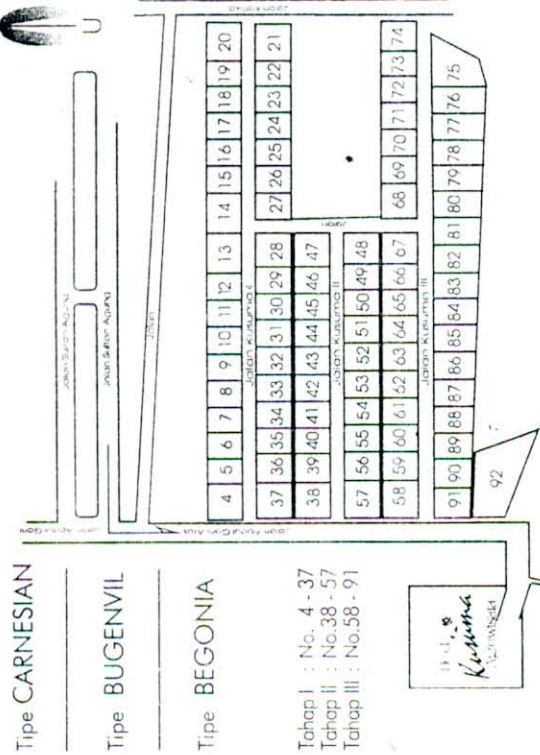 Tipe CARNESIAN
Tipe BUGENVIL
Tipe BEGONIA
Tahap I : No. 4 - 37
Tahap II : No.38 - 57
Tahap III : No.58 - 91
Kusuma
Jalan Sultan Agung
Jalan Sultan Agung
Jalan
4 5 6 7 8 9 10 11 12 13 14 15 16 17 18 19 20
Jalan Kusuma I
37 36 35 34 33 32 31 30 29 28 27 26 25 24 23 22 21
38 39 40 41 42 43 44 45 46 47
Jalan Kusuma II
Jalan
57 56 55 54 53 52 51 50 49 48
58 59 60 61 62 63 64 65 66 67 68 69 70 71 72 73 74
Jalan Kusuma III
91 90 89 88 87 86 85 84 83 82 81 80 79 78 77 76 75
92